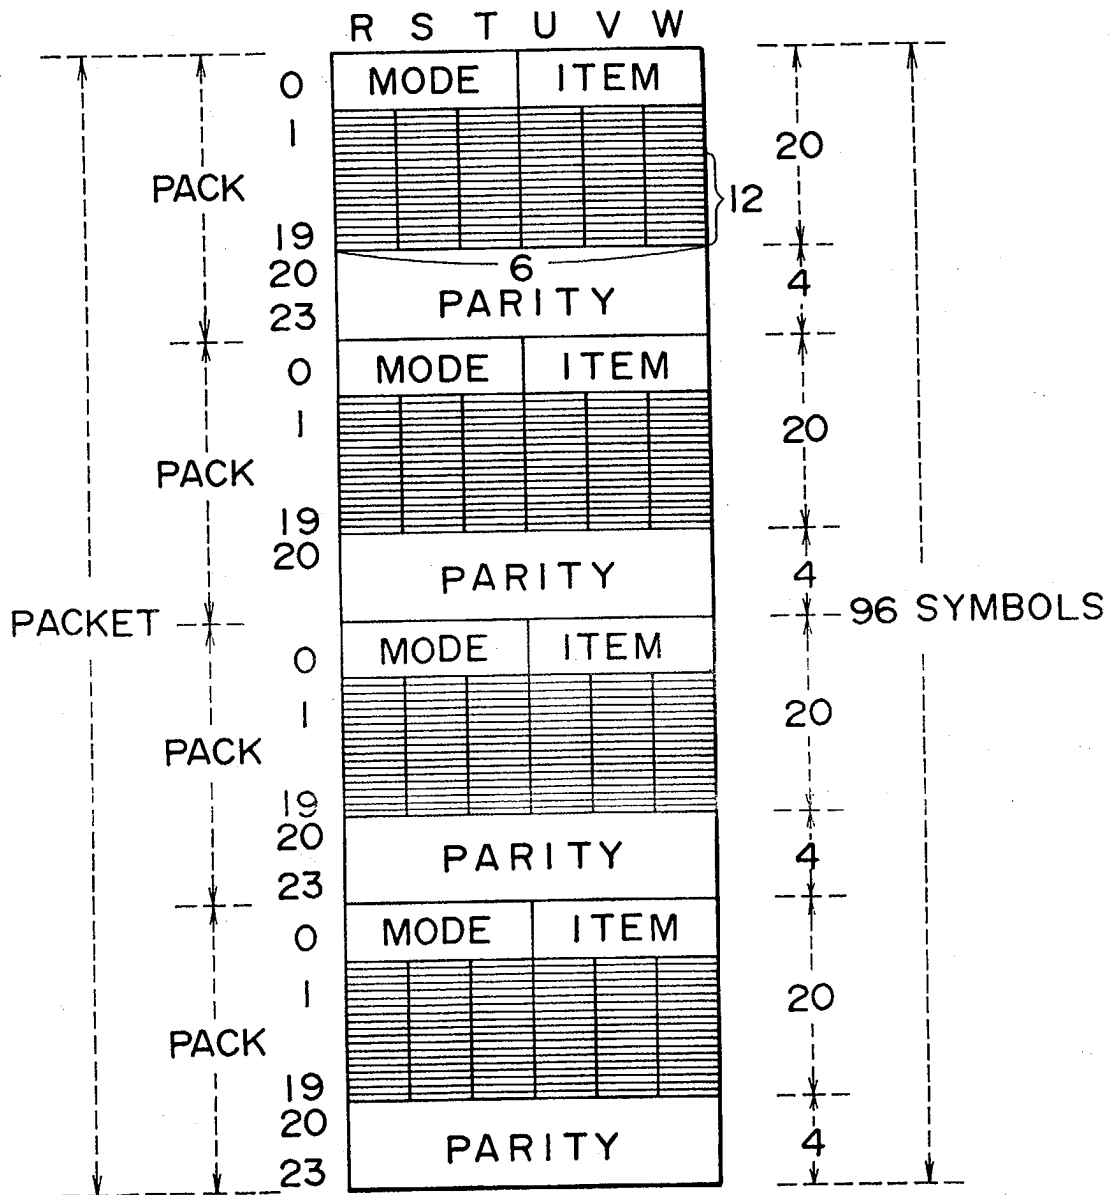 R S T U V W
0 MODE ITEM
1
20
PACK
12
19
6
20
4
23 PARITY
0 MODE ITEM
1
20
PACK
19
20
PARITY 4
PACKET 96 SYMBOLS
0 MODE ITEM
1
20
PACK
19
20
PARITY 4
23
0 MODE ITEM
1
20
PACK
19
20
PARITY 4
23